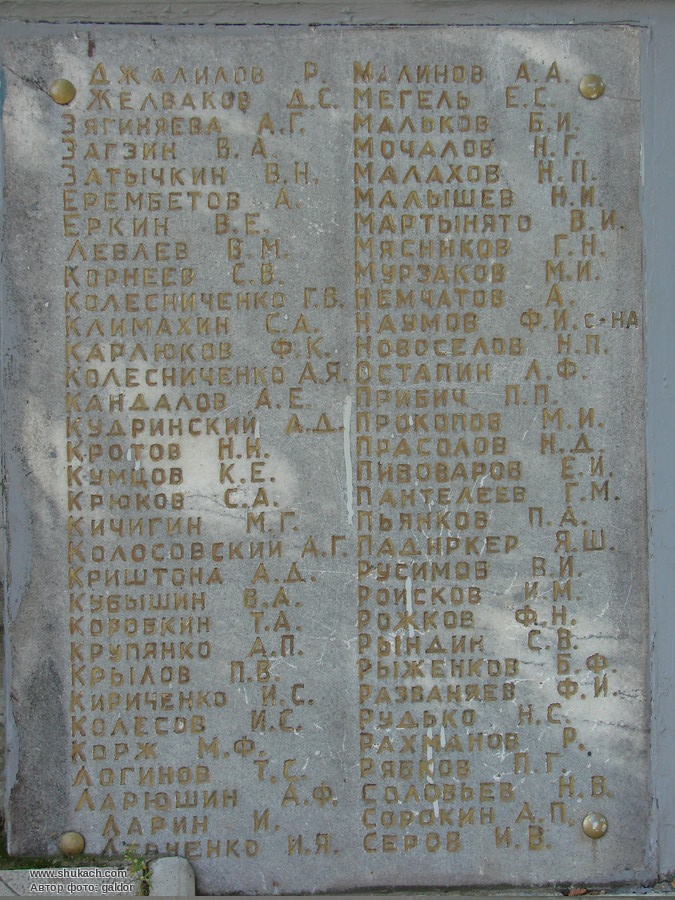 ДЖАЛИЛОВ Р.
ЖЕЛВАКОВ Д.С.
ЗЯГИНЯЕВА А.Г.
ЗАГЗИН В.А.
ЗАТЫЧКИН В.Н.
ЕРЕМБЕТОВ А.
ЕРКИН В.Е.
ЛЕВАЕВ В.М.
КОРНЕЕВ С.В.
КОЛЕСНИЧЕНКО Г.В.
КЛИМАХИН С.А.
КАРЛЮКОВ Ф.К.
КОЛЕСНИЧЕНКО А.Я.
КАНДАЛОВ А.Е.
КУДРИНСКИЙ А.Д.
КРОТОВ Н.Н.
КУМЦОВ К.Е.
КРЮКОВ С.А.
КИЧИГИН М.Г.
КОЛОСОВСКИЙ А.Г.
КРИШТОНА А.Д.
КУБЫШИН В.А.
КОРОВКИН Т.А.
КРУПЯНКО А.П.
КРЫЛОВ П.В.
КИРИЧЕНКО И.С.
КОЛЕСОВ И.С.
КОРЖ М.Ф.
ЛОГИНОВ Т.С.
ЛАРЮШИН А.Ф.
ЛАРИН И.
И.Я.
МАЛИНОВ А.А.
МЕГЕЛЬ Е.С.
МАЛЬКОВ Б.И.
МОЧАЛОВ Н.Г.
МАЛАХОВ Н.П.
МАЛЫШЕВ Н.И.
МАРТЫНЯТО В.И.
МЯСНИКОВ Г.Н.
МУРЗАКОВ М.И.
НЕМЧАТОВ А.
НАУМОВ Ф.И. С-НА
НОВОСЕЛОВ Н.П.
ОСТАПИН Л.Ф.
ПРИБИЧ П.П.
ПРОКОПОВ М.И.
ПРАСОЛОВ Н.Д.
ПИВОВАРОВ Е.И.
ПАНТЕЛЕЕВ Г.М.
ПЬЯНКОВ П.А.
ПАДНРКЕР Я.Ш.
РУСИМОВ В.И.
РОИСКОВ И.М.
РОЖКОВ Ф.Н.
РЫНДИН С.В.
РЫЖЕНКОВ Б.Ф.
РАЗВАНЯЕВ Ф.И.
РУДЬКО Н.С.
РАХМАНОВ Р.
РЯБКОВ П.Г.
СОЛОВЬЕВ Н.В.
СОРОКИН Д.П.
СЕРОВ И.В.
www.shukach.com
Автор фото: galdor